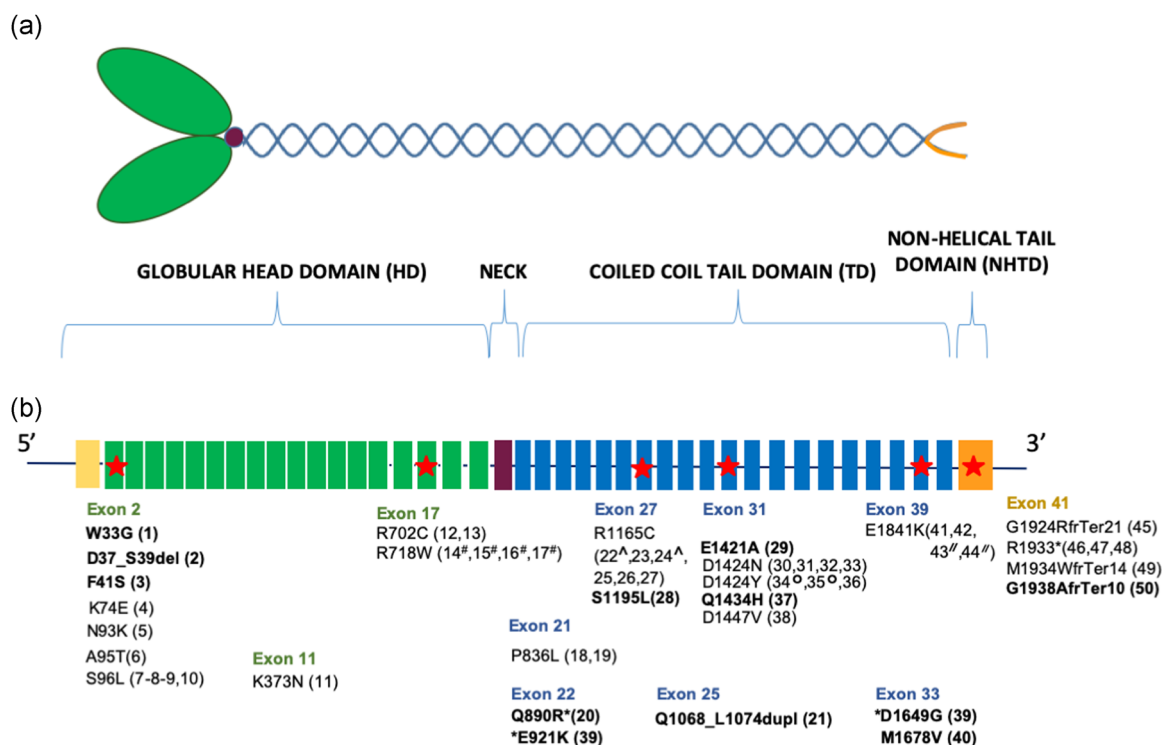 (a)
GLOBULAR HEAD DOMAIN (HD)
NECK
COILED COIL TAIL DOMAIN (TD)
NON-HELICAL TAIL
DOMAIN (NHTD)
(b)
5′
3′
Exon 2
W33G (1)
D37_S39del (2)
F41S (3)
K74E (4)
N93K (5)
A95T(6)
S96L (7-8-9,10)
Exon 11
K373N (11)
Exon 17
R702C (12,13)
R718W (14#,15#,16#,17#)
Exon 21
P836L (18,19)
Exon 22
Q890R*(20)
*E921K (39)
Exon 27
R1165C
(22^,23,24^,
25,26,27)
S1195L(28)
Exon 25
Q1068_L1074dupl (21)
Exon 31
E1421A (29)
D1424N (30,31,32,33)
D1424Y (34°,35°,36)
Q1434H (37)
D1447V (38)
Exon 39
E1841K(41,42,
43″,44″)
Exon 33
*D1649G (39)
M1678V (40)
Exon 41
G1924RfrTer21 (45)
R1933*(46,47,48)
M1934WfrTer14 (49)
G1938AfrTer10 (50)